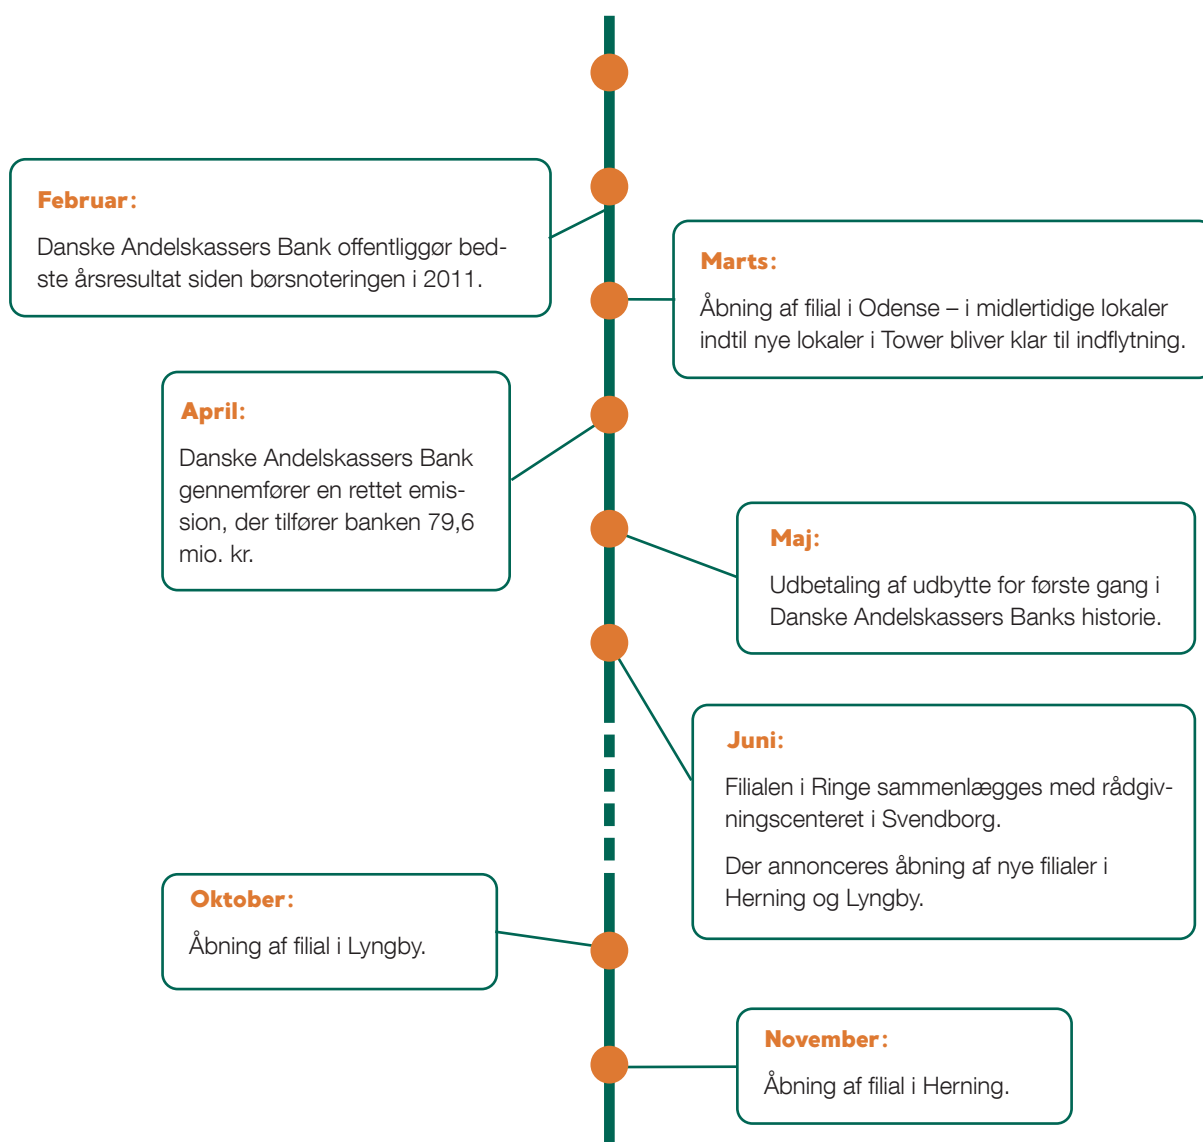 Februar:
Danske Andelskassers Bank offentliggør bed-
ste årsresultat siden børsnoteringen i 2011.
Marts:
Åbning af filial i Odense – i midlertidige lokaler
indtil nye lokaler i Tower bliver klar til indflytning.
April:
Danske Andelskassers Bank
gennemfører en rettet emis-
sion, der tilfører banken 79,6
mio. kr.
Maj:
Udbetaling af udbytte for første gang i
Danske Andelskassers Banks historie.
Juni:
Filialen i Ringe sammenlægges med rådgiv-
ningscenteret i Svendborg.
Der annonceres åbning af nye filialer i
Herning og Lyngby.
Oktober:
Åbning af filial i Lyngby.
November:
Åbning af filial i Herning.